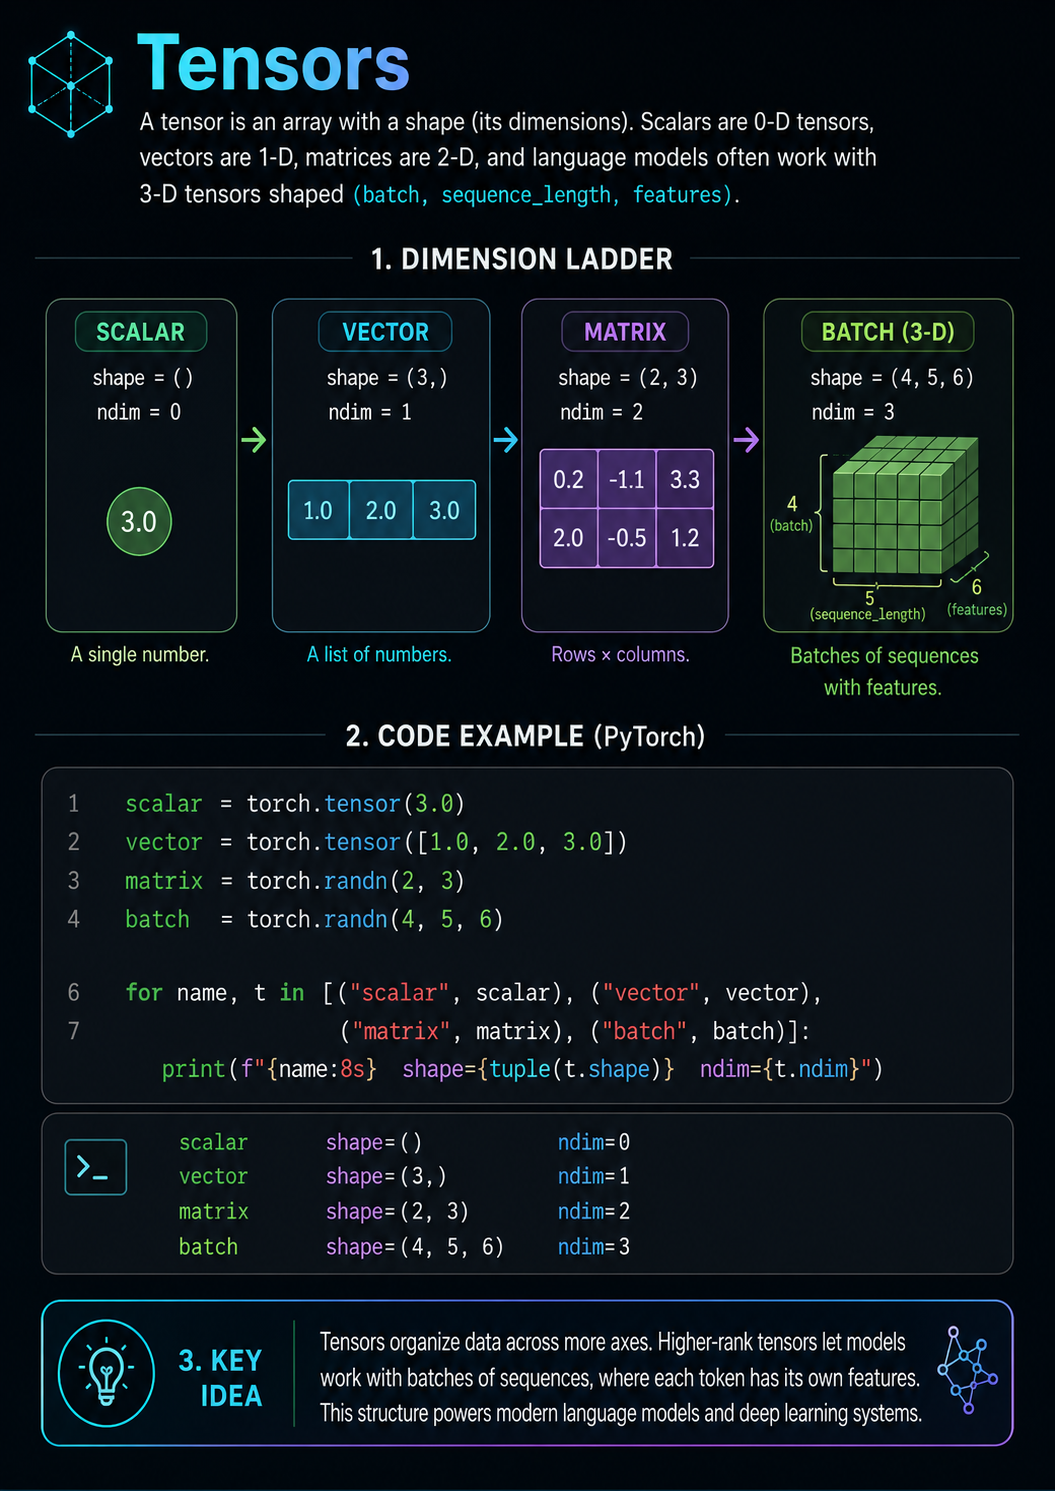 Tensors
A tensor is an array with a shape (its dimensions). Scalars are 0-D tensors,
vectors are 1-D, matrices are 2-D, and language models often work with
3-D tensors shaped (batch, sequence_length, features).
1. DIMENSION LADDER
SCALAR
shape = ()
ndim = 0
3.0
A single number.
VECTOR
shape = (3,)
ndim = 1
1.0 2.0 3.0
A list of numbers.
MATRIX
shape = (2, 3)
ndim = 2
0.2 -1.1 3.3
2.0 -0.5 1.2
Rows × columns.
BATCH (3-D)
shape = (4, 5, 6)
ndim = 3
4
(batch)
5
(sequence_length)
6
(features)
Batches of sequences
with features.
2. CODE EXAMPLE (PyTorch)
1 scalar = torch.tensor(3.0)
2 vector = torch.tensor([1.0, 2.0, 3.0])
3 matrix = torch.randn(2, 3)
4 batch = torch.randn(4, 5, 6)
6 for name, t in [("scalar", scalar), ("vector", vector),
7 ("matrix", matrix), ("batch", batch)]:
print(f"{name:8s} shape={tuple(t.shape)} ndim={t.ndim}")
>_
scalar shape=() ndim=0
vector shape=(3,) ndim=1
matrix shape=(2, 3) ndim=2
batch shape=(4, 5, 6) ndim=3
3. KEY
IDEA
Tensors organize data across more axes. Higher-rank tensors let models
work with batches of sequences, where each token has its own features.
This structure powers modern language models and deep learning systems.